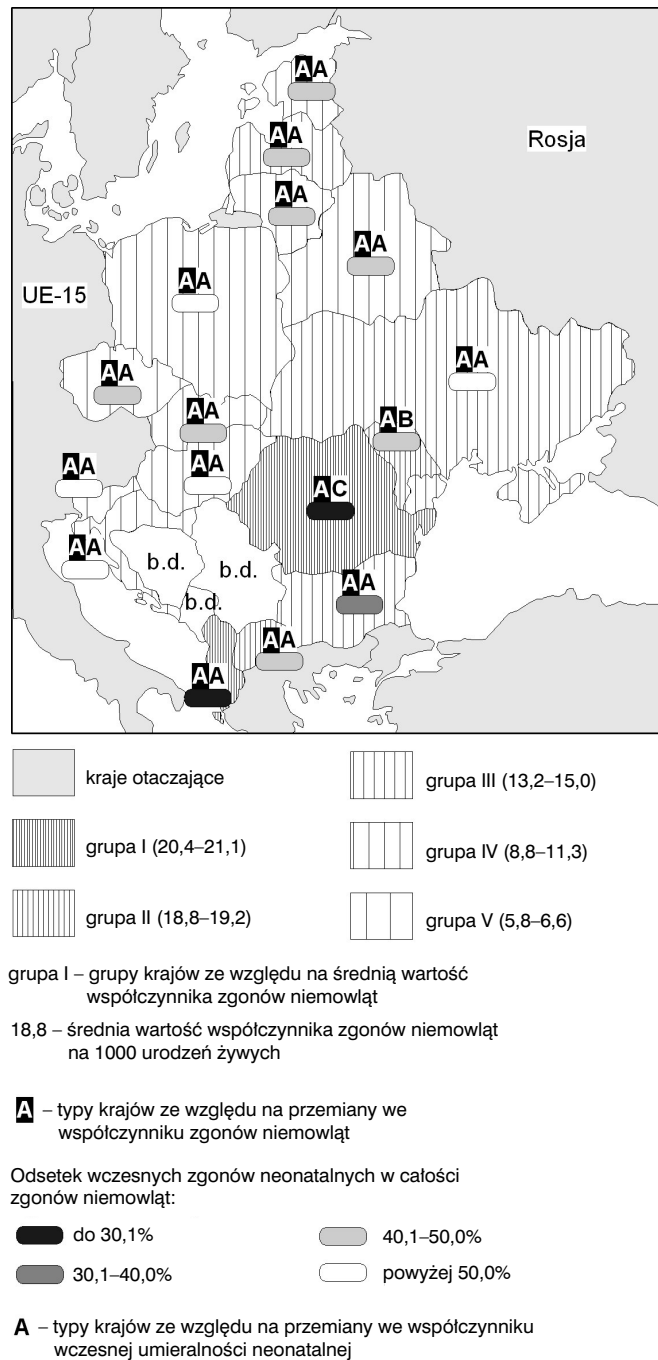 AA
AA
Rosja
AA
AA
AA
UE-15
AA
AA
AA
AB
AA
AA
AC
AA
b.d.
b.d.
AA
b.d.
AA
AA
kraje otaczające
grupa III (13,2–15,0)
grupa I (20,4–21,1)
grupa IV (8,8–11,3)
grupa II (18,8–19,2)
grupa V (5,8–6,6)
grupa I – grupy krajów ze względu na średnią wartość
współczynnika zgonów niemowląt
18,8 – średnia wartość współczynnika zgonów niemowląt
na 1000 urodzeń żywych
A – typy krajów ze względu na przemiany we
współczynniku zgonów niemowląt
Odsetek wczesnych zgonów neonatalnych w całości
zgonów niemowląt:
do 30,1%
40,1–50,0%
30,1–40,0%
powyżej 50,0%
A – typy krajów ze względu na przemiany we współczynniku
wczesnej umieralności neonatalnej